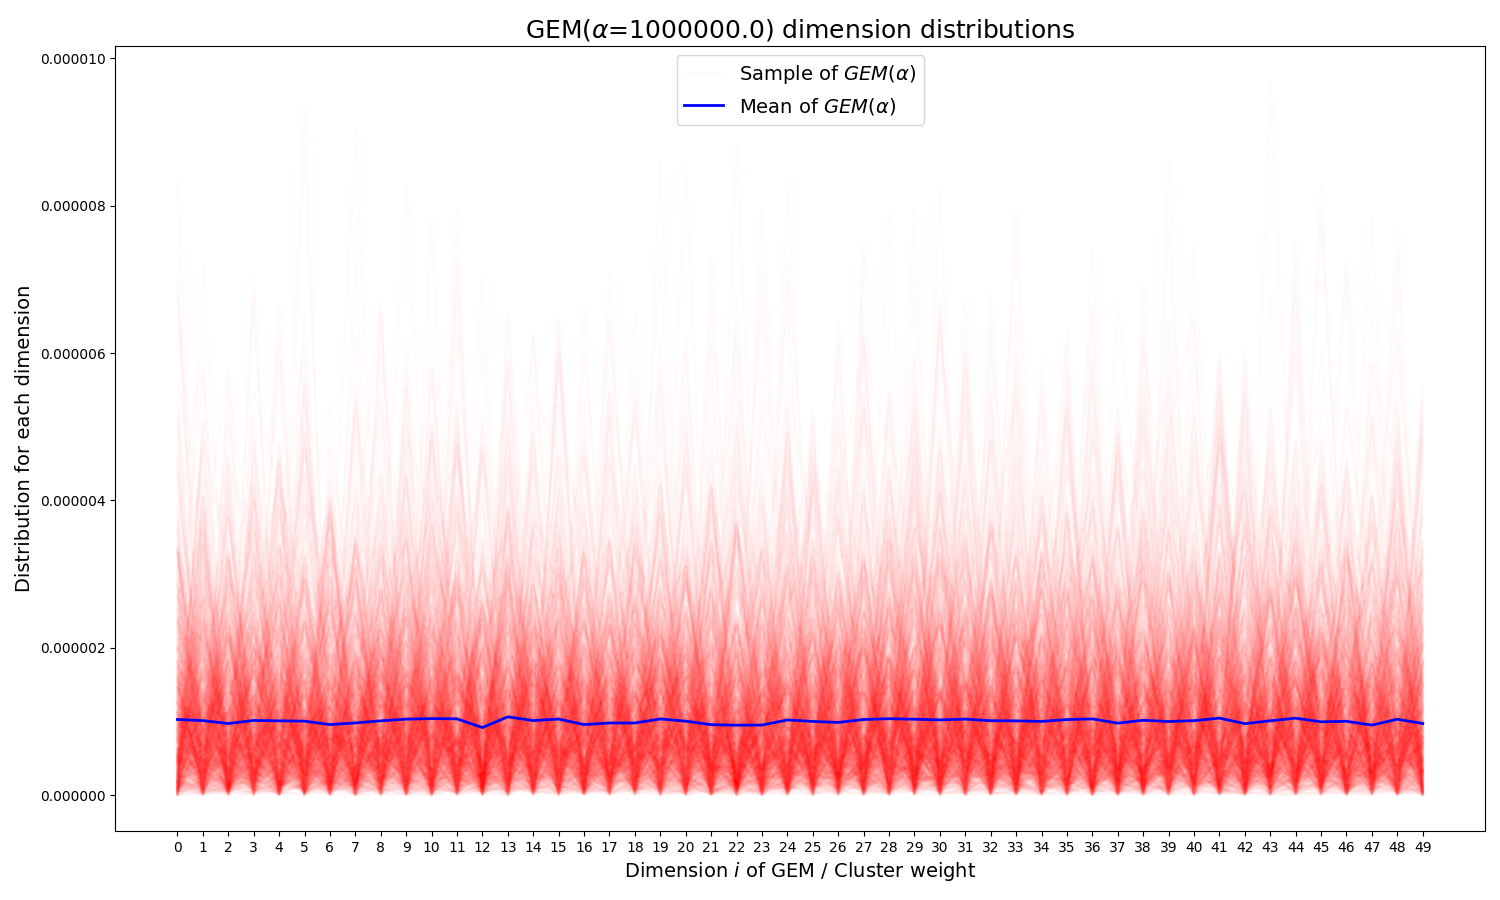 GEM(α=1000000.0) dimension distributions
Sample of GEM(α)
Mean of GEM(α)
Distribution for each dimension
0.000010
0.000008
0.000006
0.000004
0.000002
0.000000
0 1 2 3 4 5 6 7 8 9 10 11 12 13 14 15 16 17 18 19 20 21 22 23 24 25 26 27 28 29 30 31 32 33 34 35 36 37 38 39 40 41 42 43 44 45 46 47 48 49
Dimension i of GEM / Cluster weight